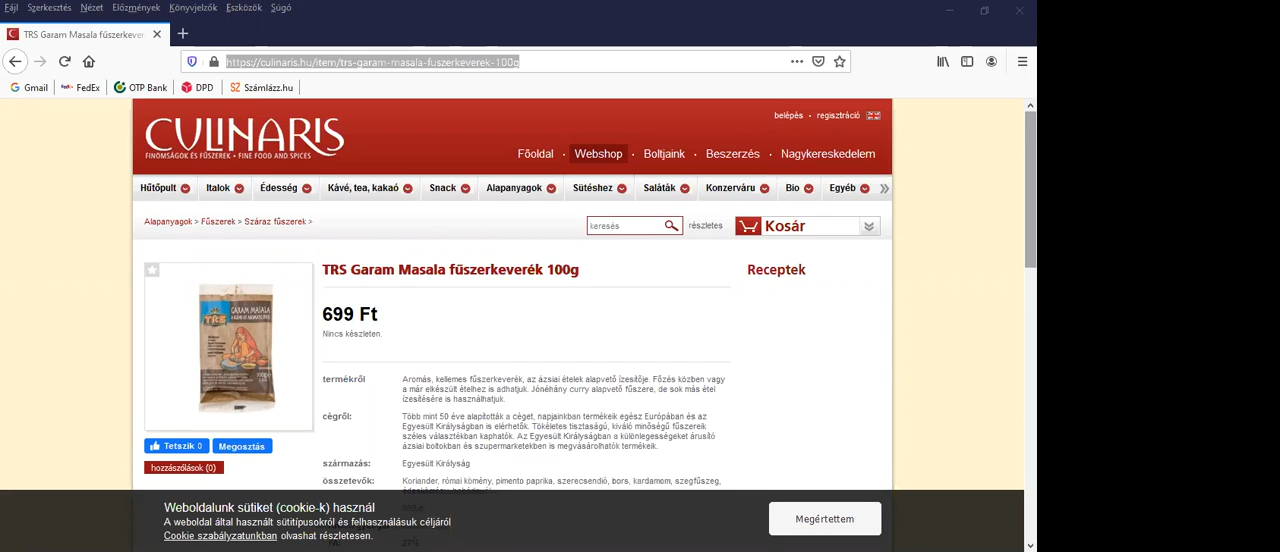 Fájl Szerkesztés Nézet Előzmények Könyvjelzők Eszközök Súgó
TRS Garam Masala fűszerkever
https://culinaris.hu/item/trs-garam-masala-fuszerkeverek-100g
Gmail FedEx OTP Bank DPD Számlázz.hu
belépés • regisztráció
CULINARIS
FINOMSÁGOK ÉS FŰSZEREK • FINE FOOD AND SPICES
Főoldal • Webshop • Boltjaink • Beszerzés • Nagykereskedelem
Hűtőpult Italok Édesség Kávé, tea, kakaó Snack Alapanyagok Sütéshez Saláták Konzerváru Bio Egyéb
Alapanyagok > Fűszerek > Száraz fűszerek >
keresés részletes Kosár
TRS Garam Masala fűszerkeverék 100g
Receptek
TRS GARAM MASALA
699 Ft
Nincs készleten.
termékről Aromás, kellemes fűszerkeverék, az ázsiai ételek alapvető ízesítője. Főzés közben vagy
a már elkészült ételhez is adhatjuk. Jónéhány curry alapvető fűszere, de sok más étel
ízesítésére is használhatjuk.
cégről: Több mint 50 éve alapították a céget, napjainkban termékeik egész Európában és az
Egyesült Királyságban is elérhetők. Tökéletes tisztaságú, kiváló minőségű fűszereik
széles választékban kaphatók. Az Egyesült Királyságban a különlegességeket árusító
ázsiai boltokban és szupermarketekben is megvásárolhatók termékeik.
Tetszik 0 Megosztás
hozzászólások (0)
származás: Egyesült Királyság
összetevők: Koriander, római kömény, pimento paprika, szerecsendió, bors, kardamom, szegfűszeg,
Weboldalunk sütiket (cookie-k) használ
A weboldal által használt sütitípusokról és felhasználásuk céljáról
Cookie szabályzatunkban olvashat részletesen.
Megértettem